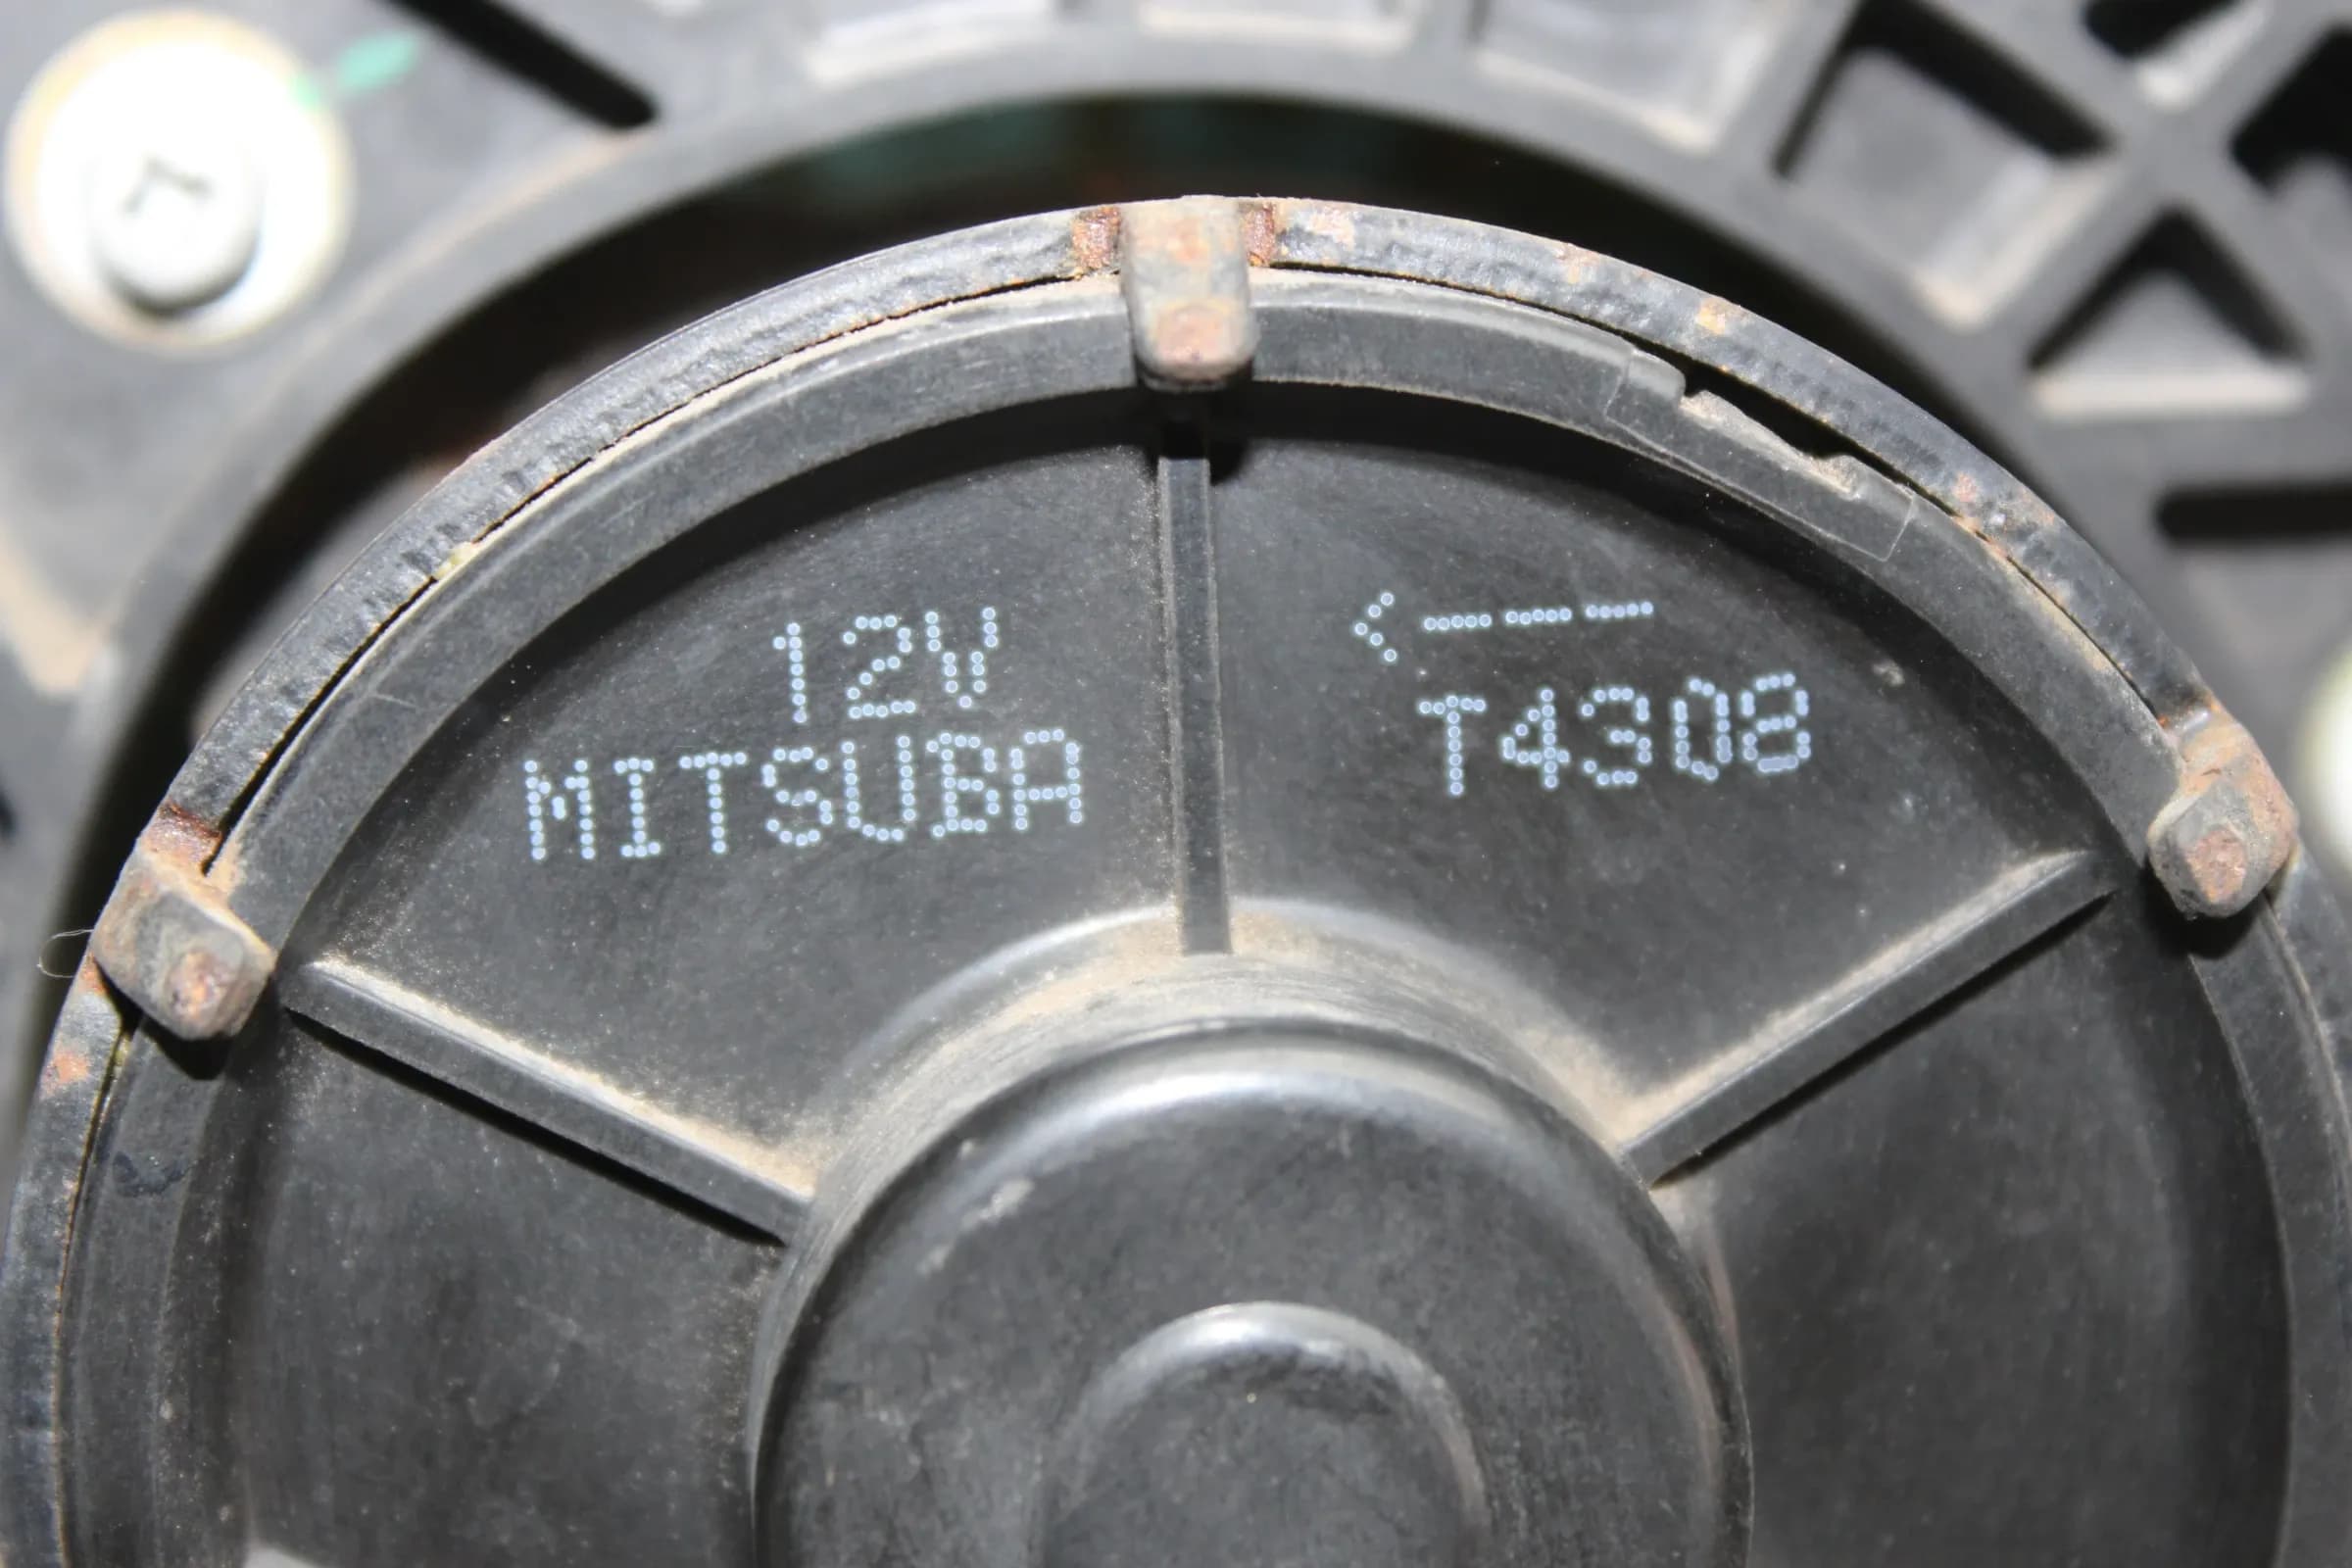 12V
MITSUBA
<---
T4308